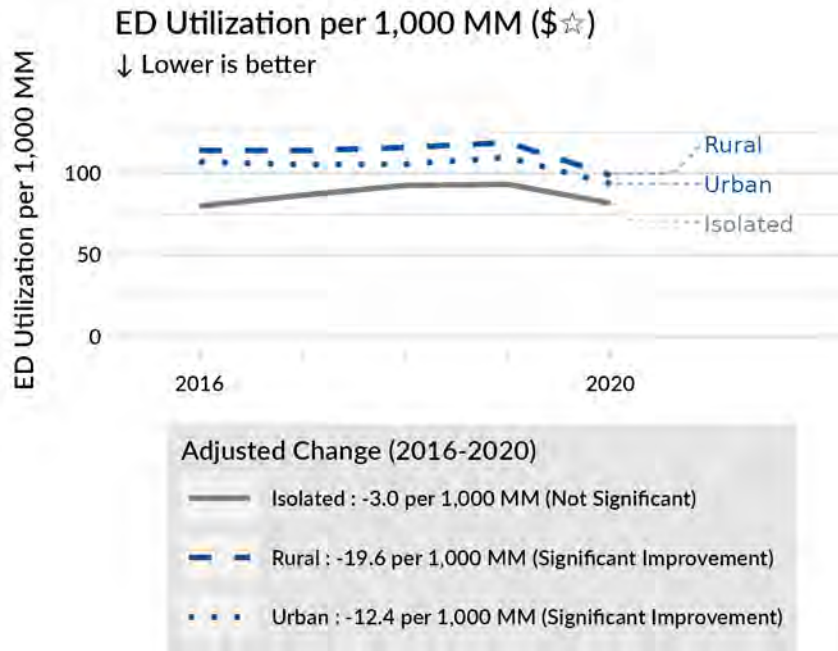 ED Utilization per 1,000 MM ($☆)
↓ Lower is better
ED Utilization per 1,000 MM
100
50
0
Rural
Urban
Isolated
2016
2020
Adjusted Change (2016-2020)
Isolated : -3.0 per 1,000 MM (Not Significant)
Rural : -19.6 per 1,000 MM (Significant Improvement)
Urban : -12.4 per 1,000 MM (Significant Improvement)